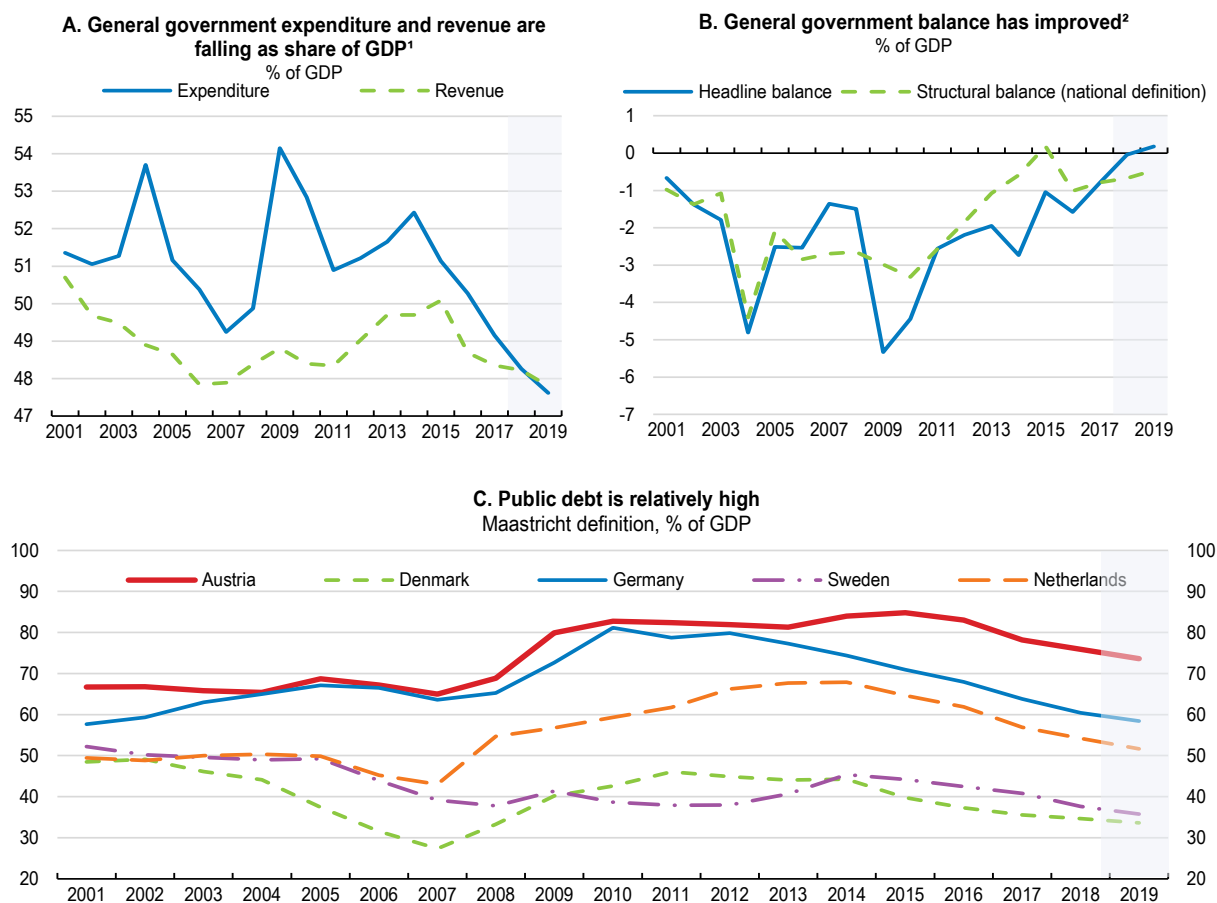 A. General government expenditure and revenue are
falling as share of GDP¹
% of GDP
Expenditure Revenue
55
54
53
52
51
50
49
48
47
2001 2003 2005 2007 2009 2011 2013 2015 2017 2019
B. General government balance has improved²
% of GDP
Headline balance Structural balance (national definition)
1
0
-1
-2
-3
-4
-5
-6
-7
2001 2003 2005 2007 2009 2011 2013 2015 2017 2019
C. Public debt is relatively high
Maastricht definition, % of GDP
Austria Denmark Germany Sweden Netherlands
100 100
90 90
80 80
70 70
60 60
50 50
40 40
30 30
20 20
2001 2002 2003 2004 2005 2006 2007 2008 2009 2010 2011 2012 2013 2014 2015 2016 2017 2018 2019